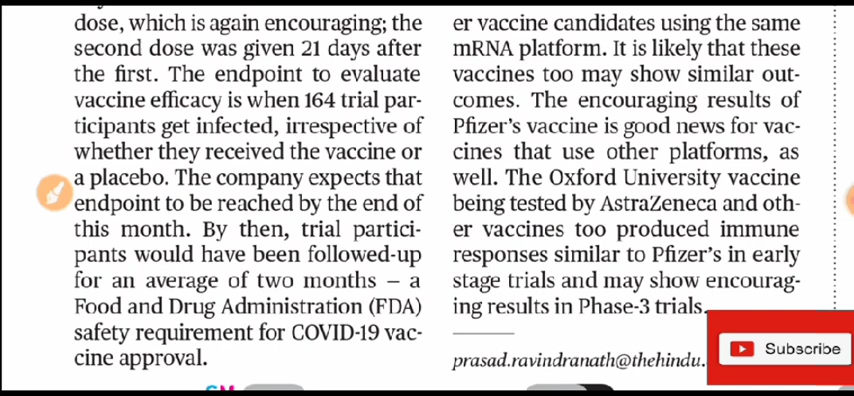 dose, which is again encouraging; the
second dose was given 21 days after
the first. The endpoint to evaluate
vaccine efficacy is when 164 trial par-
ticipants get infected, irrespective of
whether they received the vaccine or
a placebo. The company expects that
endpoint to be reached by the end of
this month. By then, trial partici-
pants would have been followed-up
for an average of two months – a
Food and Drug Administration (FDA)
safety requirement for COVID-19 vac-
cine approval.
er vaccine candidates using the same
mRNA platform. It is likely that these
vaccines too may show similar out-
comes. The encouraging results of
Pfizer's vaccine is good news for vac-
cines that use other platforms, as
well. The Oxford University vaccine
being tested by AstraZeneca and oth-
er vaccines too produced immune
responses similar to Pfizer's in early
stage trials and may show encourag-
ing results in Phase-3 trials.
prasad.ravindranath@thehindu.
Subscribe